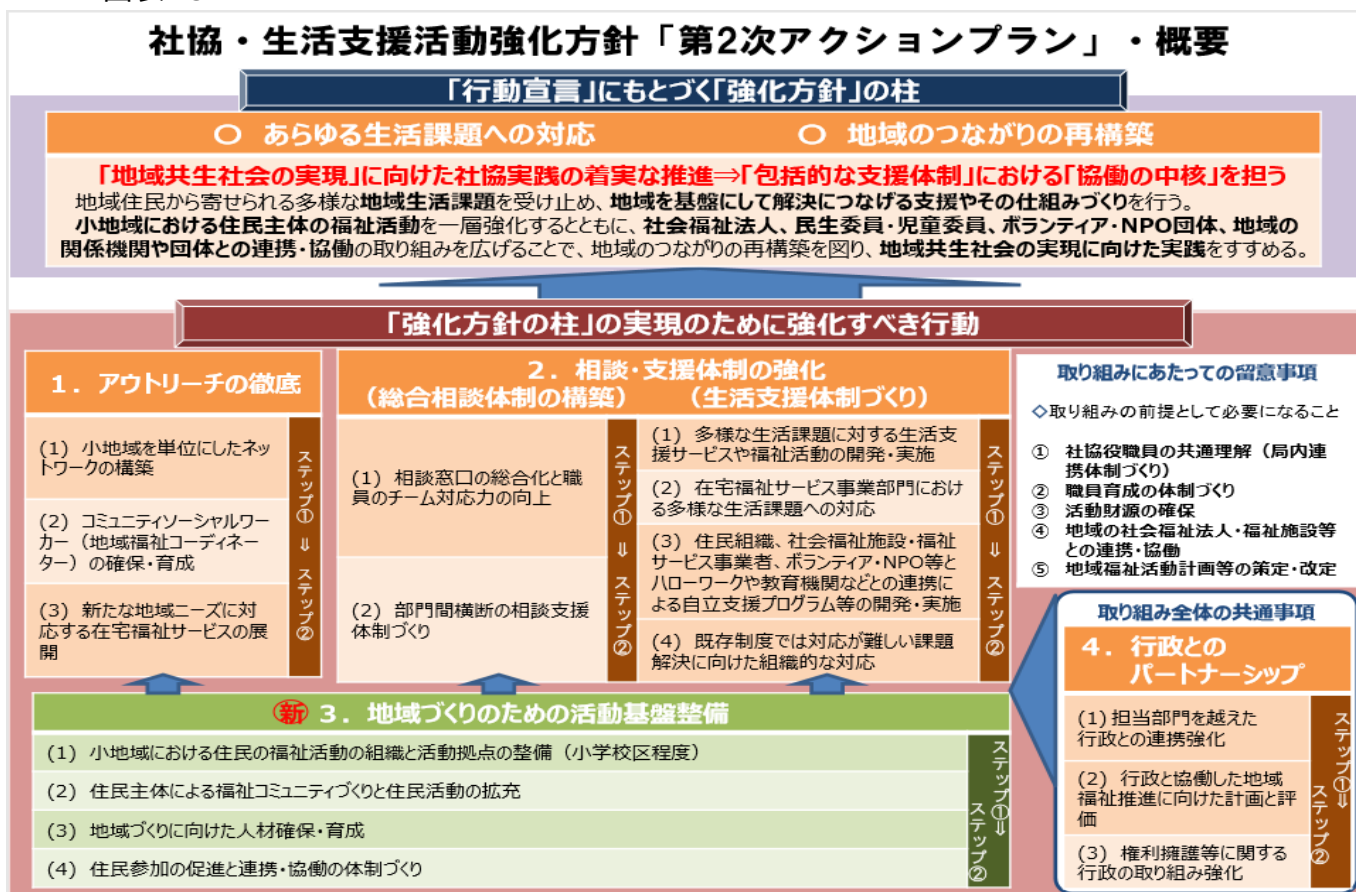 社協・生活支援活動強化方針「第2次アクションプラン」・概要
「行動宣言」にもとづく「強化方針」の柱
○ あらゆる生活課題への対応
○ 地域のつながりの再構築
「地域共生社会の実現」に向けた社協実践の着実な推進⇒「包括的な支援体制」における「協働の中核」を担う
地域住民から寄せられる多様な地域生活課題を受け止め、地域を基盤にして解決につなげる支援やその仕組みづくりを行う。
小地域における住民主体の福祉活動を一層強化するとともに、社会福祉法人、民生委員・児童委員、ボランティア・NPO団体、地域の
関係機関や団体との連携・協働の取り組みを広げることで、地域のつながりの再構築を図り、地域共生社会の実現に向けた実践をすすめる。
「強化方針の柱」の実現のために強化すべき行動
1．アウトリーチの徹底
(1) 小地域を単位にしたネッ
トワークの構築
(2) コミュニティソーシャルワー
カー（地域福祉コーディネー
ター）の確保・育成
(3) 新たな地域ニーズに対
応する在宅福祉サービスの展
開
ステップ① ⇓ ステップ②
2．相談・支援体制の強化
（総合相談体制の構築）
（生活支援体制づくり）
(1) 相談窓口の総合化と職
員のチーム対応力の向上
(2) 部門間横断の相談支援
体制づくり
ステップ① ⇓ ステップ②
(1) 多様な生活課題に対する生活支
援サービスや福祉活動の開発・実施
(2) 在宅福祉サービス事業部門におけ
る多様な生活課題への対応
(3) 住民組織、社会福祉施設・福祉
サービス事業者、ボランティア・NPO等と
ハローワークや教育機関などとの連携に
よる自立支援プログラム等の開発・実施
(4) 既存制度では対応が難しい課題
解決に向けた組織的な対応
ステップ① ⇓ ステップ②
取り組みにあたっての留意事項
◇取り組みの前提として必要になること
① 社協役職員の共通理解（局内連
携体制づくり）
② 職員育成の体制づくり
③ 活動財源の確保
④ 地域の社会福祉法人・福祉施設等
との連携・協働
⑤ 地域福祉活動計画等の策定・改定
取り組み全体の共通事項
4．行政との
パートナーシップ
(1)担当部門を越えた
行政との連携強化
(2) 行政と協働した地域
福祉推進に向けた計画と評
価
(3) 権利擁護等に関する
行政の取り組み強化
ステップ①⇓
ステップ②
新 3．地域づくりのための活動基盤整備
(1) 小地域における住民の福祉活動の組織と活動拠点の整備（小学校区程度）
(2) 住民主体による福祉コミュニティづくりと住民活動の拡充
(3) 地域づくりに向けた人材確保・育成
(4) 住民参加の促進と連携・協働の体制づくり
ステップ①⇓
ステップ②